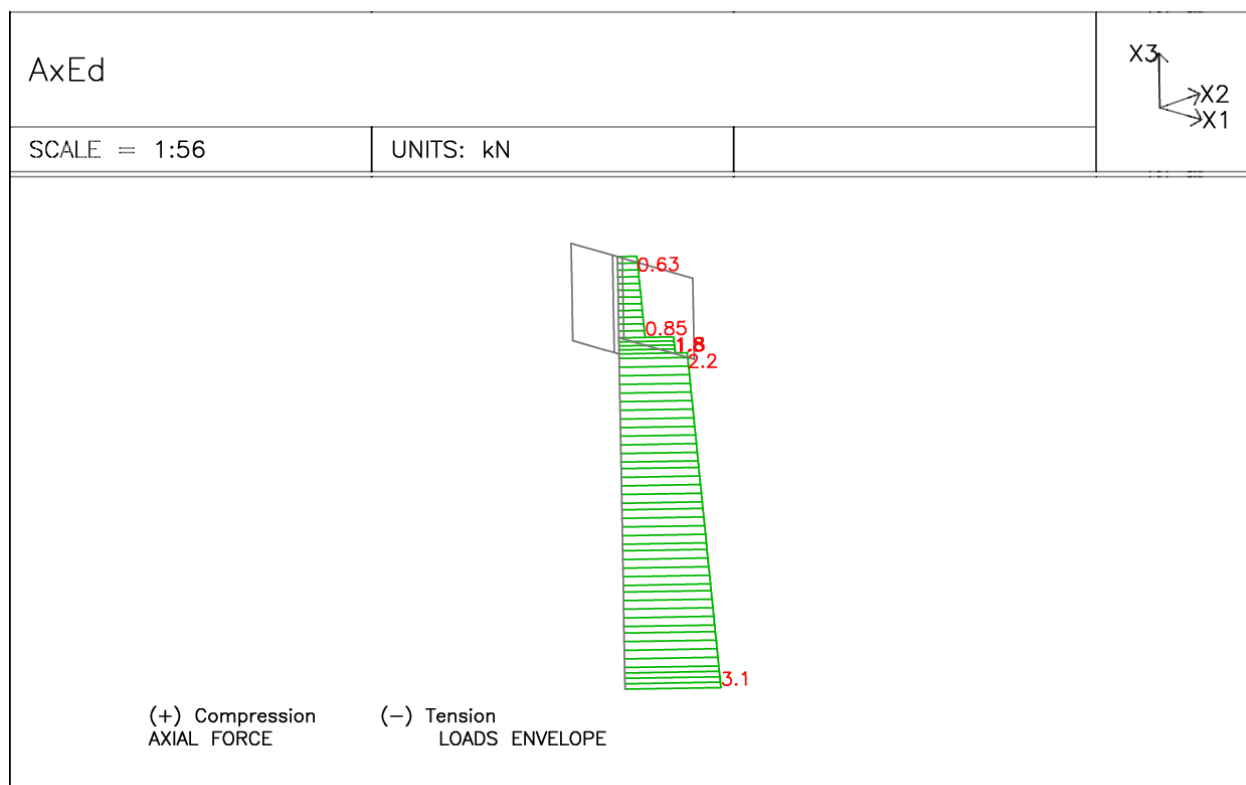 AxEd
X3
X2
X1
SCALE = 1:56
UNITS: kN
0.63
0.85
1.8
2.2
3.1
(+) Compression
(-) Tension
AXIAL FORCE
LOADS ENVELOPE